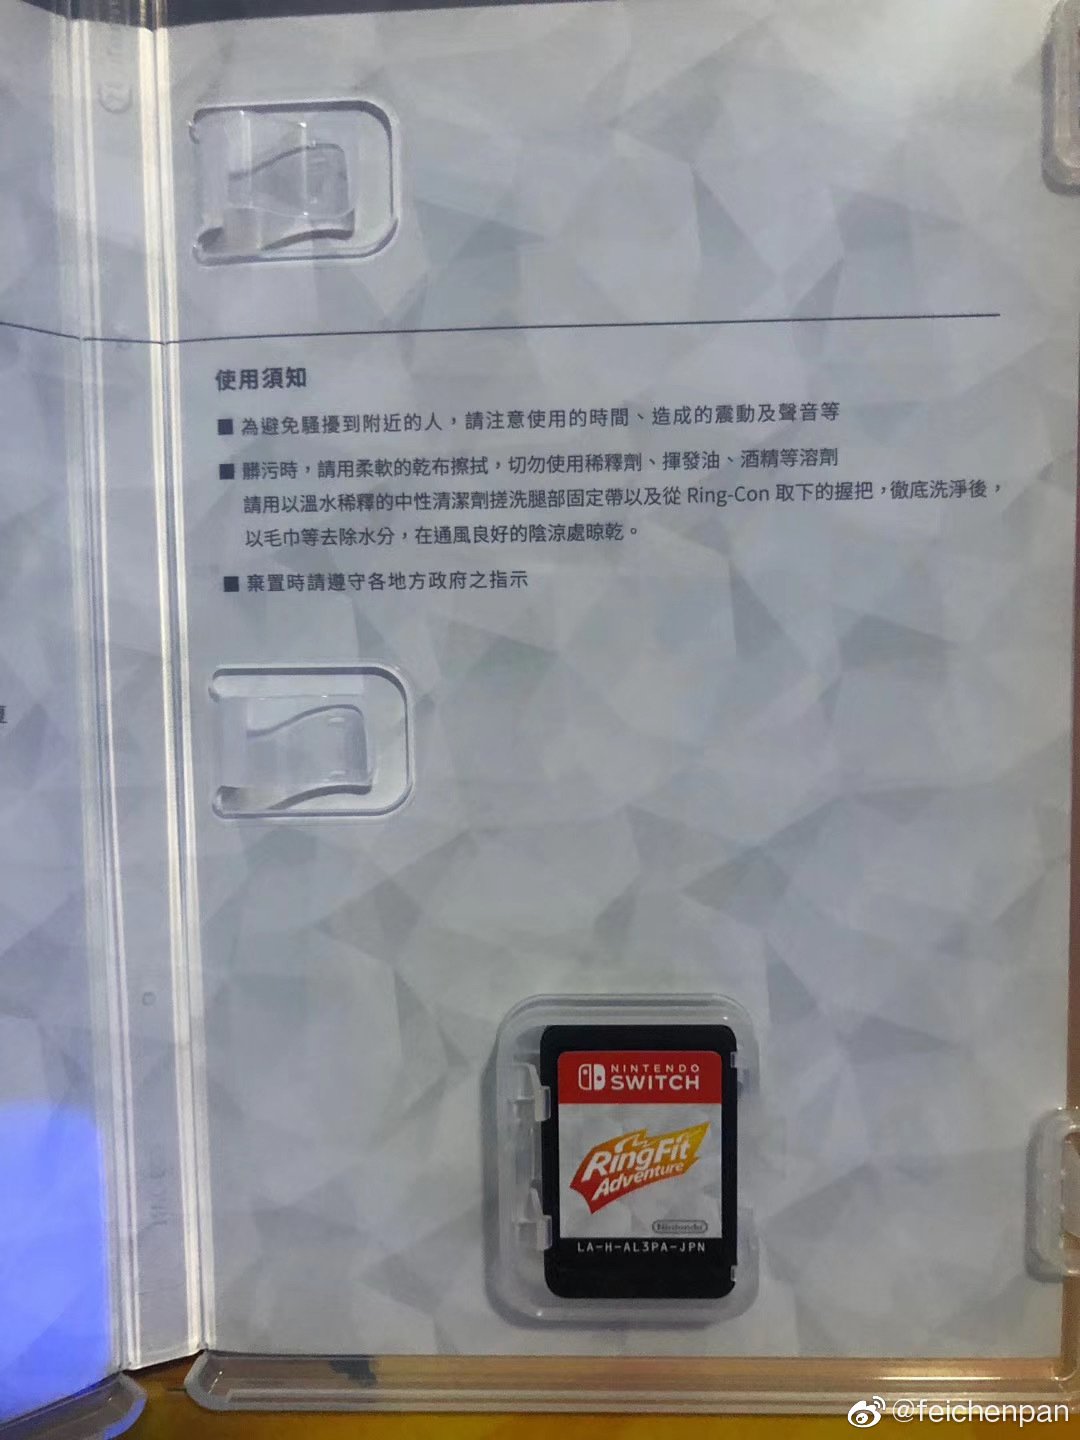 使用須知
■ 為避免騷擾到附近的人，請注意使用的時間、造成的震動及聲音等
■ 髒污時，請用柔軟的乾布擦拭，切勿使用稀釋劑、揮發油、酒精等溶劑
請用以溫水稀釋的中性清潔劑搓洗腿部固定帶以及從 Ring-Con 取下的握把，徹底洗淨後，
以毛巾等去除水分，在通風良好的陰涼處晾乾。
■ 棄置時請遵守各地方政府之指示
NINTENDO
SWITCH
RingFit
Adventure
Nintendo
LA-H-AL3PA-JPN
@feichenpan